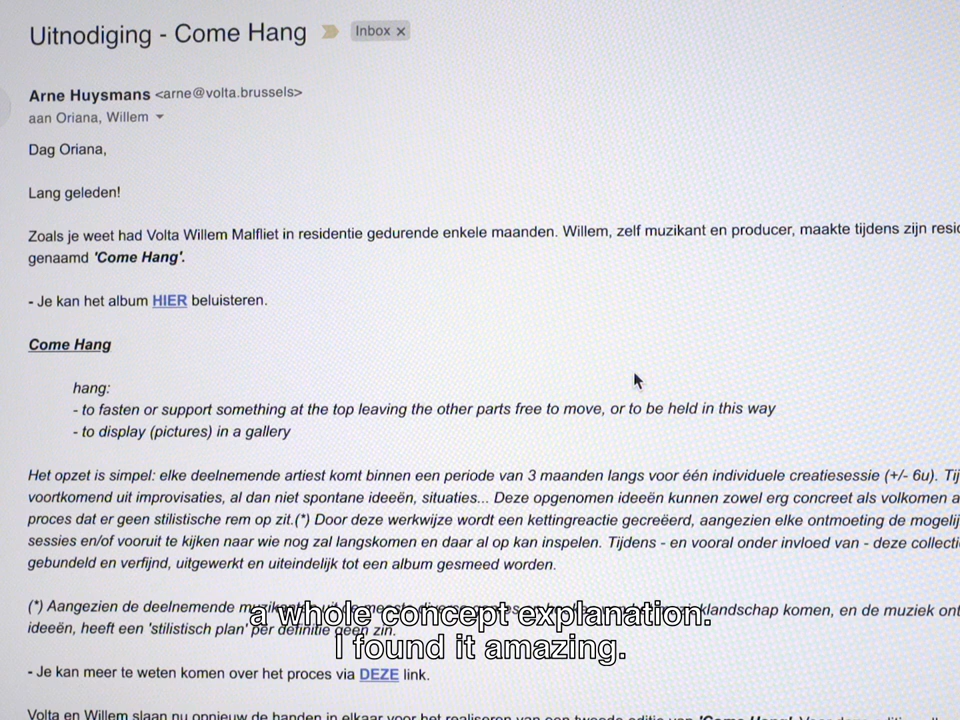 Uitnodiging - Come Hang
Inbox x
Arne Huysmans <arne@volta.brussels>
aan Oriana, Willem
Dag Oriana,
Lang geleden!
Zoals je weet had Volta Willem Malfliet in residentie gedurende enkele maanden. Willem, zelf muzikant en producer, maakte tijdens zijn
genaamd 'Come Hang'.
- Je kan het album HIER beluisteren.
Come Hang
hang:
- to fasten or support something at the top leaving the other parts free to move, or to be held in this way
- to display (pictures) in a gallery
Het opzet is simpel: elke deelnemende artiest komt binnen een periode van 3 maanden langs voor één individuele creatiesessie (+/- 6u).
voortkomend uit improvisaties, al dan niet spontane ideeën, situaties... Deze opgenomen ideeën kunnen zowel erg concreet als volkomen
proces dat er geen stilistische rem op zit.(*) Door deze werkwijze wordt een kettingreactie gecreëerd, aangezien elke ontmoeting de
sessies en/of vooruit te kijken naar wie nog zal langskomen en daar al op kan inspelen. Tijdens - en vooral onder invloed van - deze
gebundeld en verfijnd, uitgewerkt en uiteindelijk tot een album gesmeed worden.
(*) Aangezien de deelnemende komen, en de muziek
a whole concept explanation.
ideeën, heeft een 'stilistisch plan' per definitie geen zin.
I found it amazing.
- Je kan meer te weten komen over het proces via DEZE link.
Volta en Willem slaan nu opnieuw de handen in elkaar voor het realiseren van een tweede editie van 'Come Hang'.